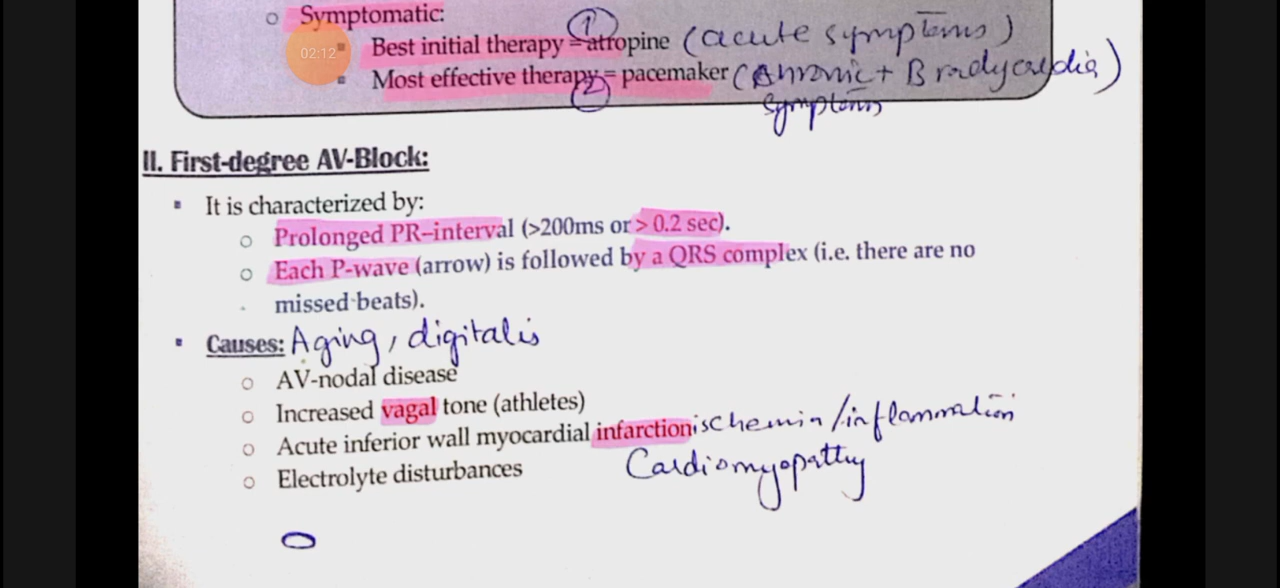 o Symptomatic:
1
▪ Best initial therapy = atropine (acute symptoms)
02:12
▪ Most effective therapy = pacemaker (chronic + Bradycardia)
2
symptoms
II. First-degree AV-Block:
▪ It is characterized by:
o Prolonged PR-interval (>200ms or > 0.2 sec).
o Each P-wave (arrow) is followed by a QRS complex (i.e. there are no
missed beats).
▪ Causes: Aging, digitalis
o AV-nodal disease
o Increased vagal tone (athletes)
o Acute inferior wall myocardial infarction ischemia/inflammation
o Electrolyte disturbances Cardiomyopathy